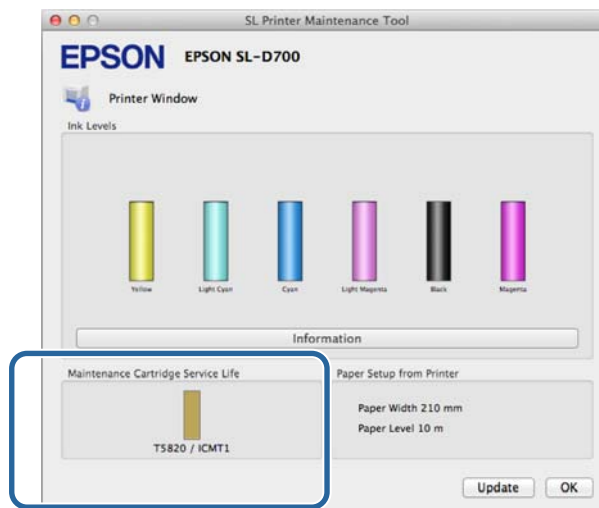 SL Printer Maintenance Tool
EPSON EPSON SL-D700
Printer Window
Ink Levels
Yellow Light Cyan Cyan Light Magenta Black Magenta
Information
Maintenance Cartridge Service Life Paper Setup from Printer
Paper Width 210 mm
Paper Level 10 m
T5820 / ICMT1
Update OK